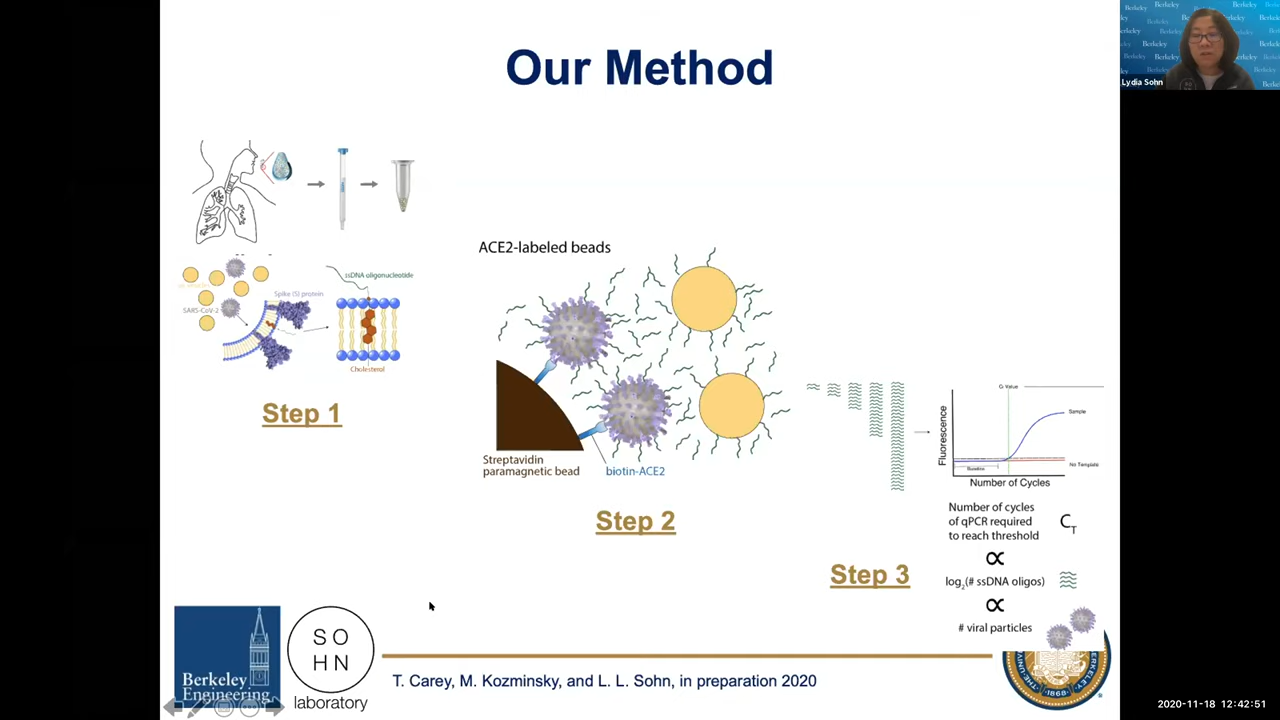 Our Method
Lydia Sohn
ssDNA oligonucleotide
Spike (S) protein
SARS-CoV-2
Cholesterol
Step 1
ACE2-labeled beads
Streptavidin
paramagnetic bead
biotin-ACE2
Step 2
Step 3
Fluorescence
Sample
No Template
Baseline
Number of Cycles
Number of cycles
of qPCR required
to reach threshold
CT
∝
log2(# ssDNA oligos)
∝
# viral particles
Berkeley
Engineering
SO
HN
laboratory
T. Carey, M. Kozminsky, and L. L. Sohn, in preparation 2020
1868
2020-11-18 12:42:51